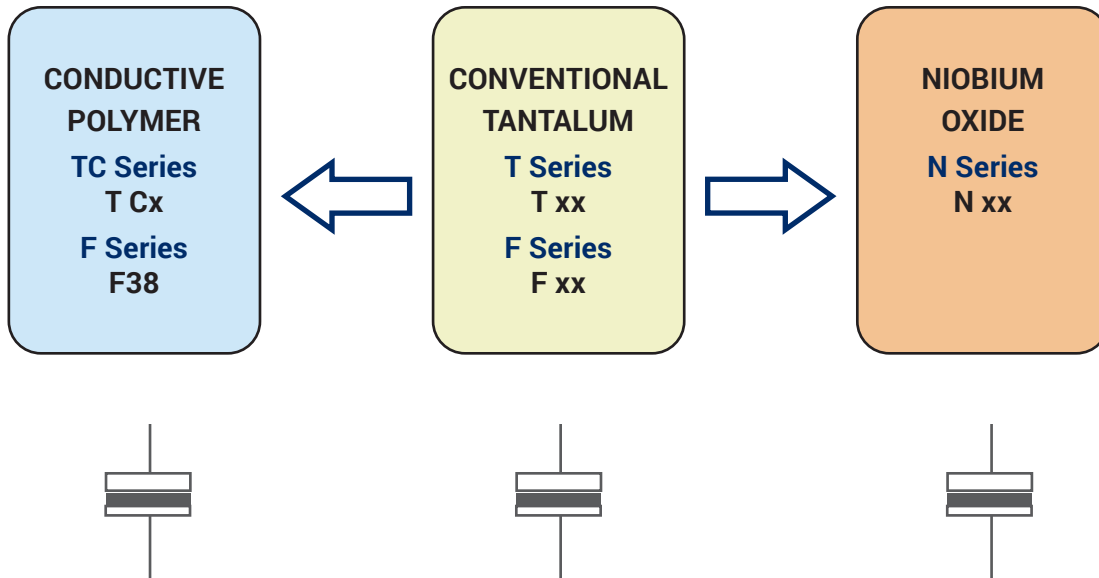 CONDUCTIVE
POLYMER
TC Series
T Cx
F Series
F38
CONVENTIONAL
TANTALUM
T Series
T xx
F Series
F xx
NIOBIUM
OXIDE
N Series
N xx